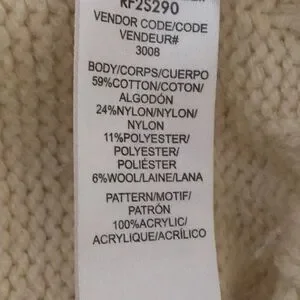 RF2S290
VENDOR CODE/CODE
VENDEUR#
3008
BODY/CORPS/CUERPO
59%COTTON/COTON/
ALGODÓN
24%NYLON/NYLON/
NYLON
11%POLYESTER/
POLYESTER/
POLIÉSTER
6%WOOL/LAINE/LANA
PATTERN/MOTIF/
PATRÓN
100%ACRYLIC/
ACRYLIQUE/ACRÍLICO